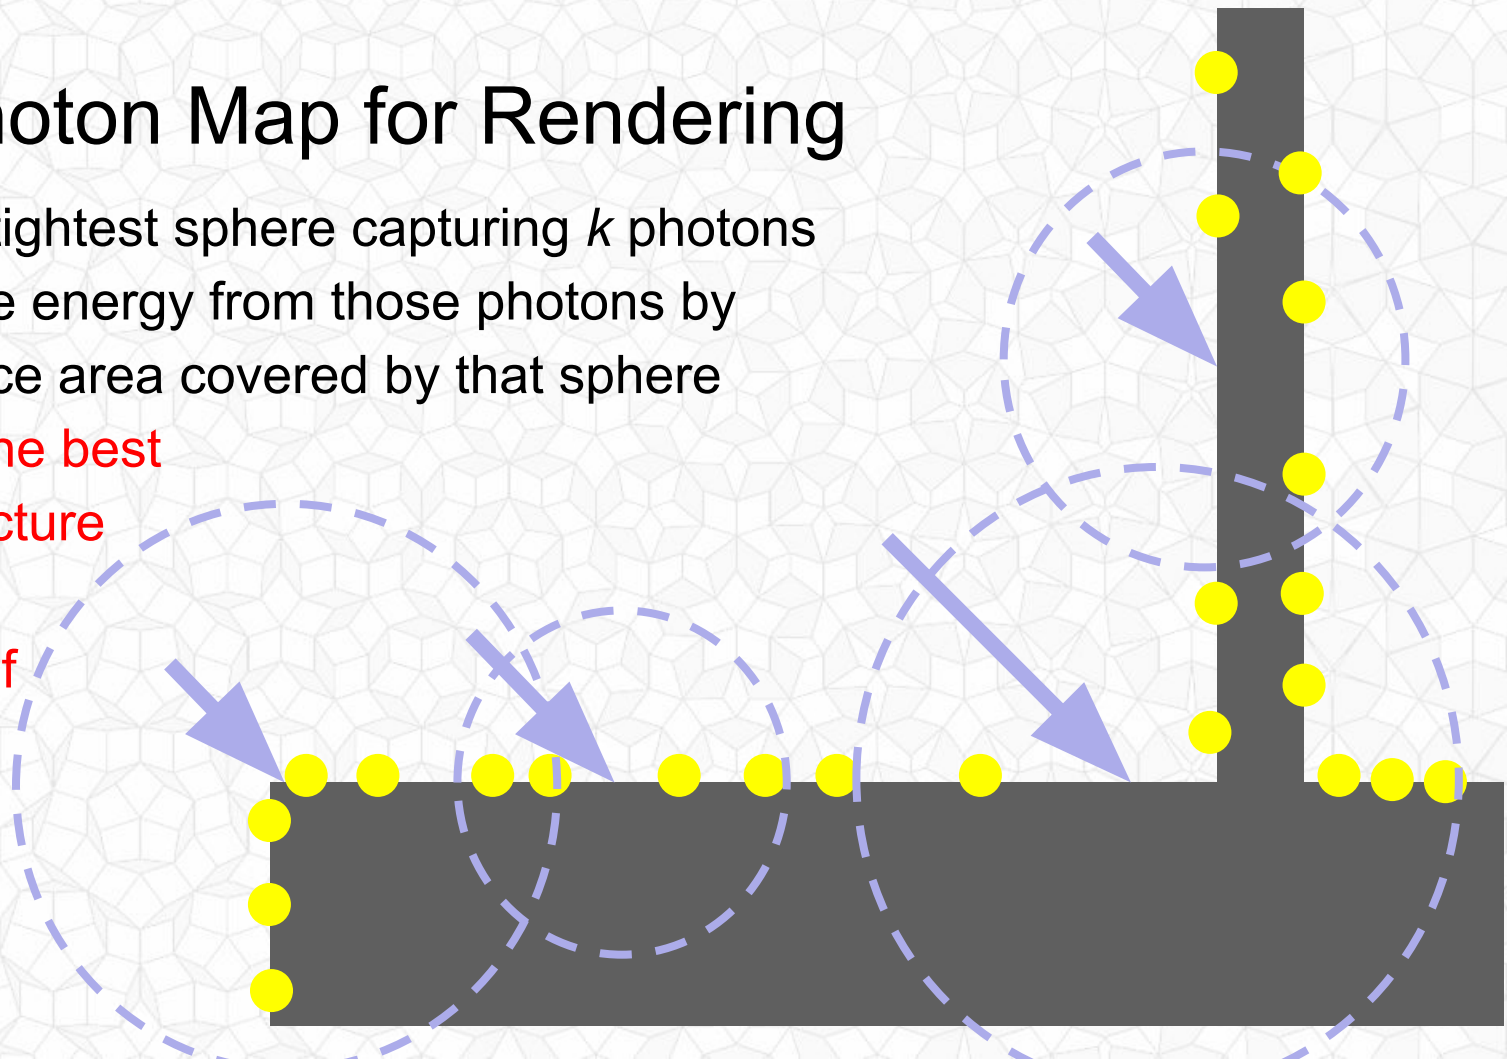 oton Map for Rendering
tightest sphere capturing k photons
e energy from those photons by
ce area covered by that sphere
he best
cture
f